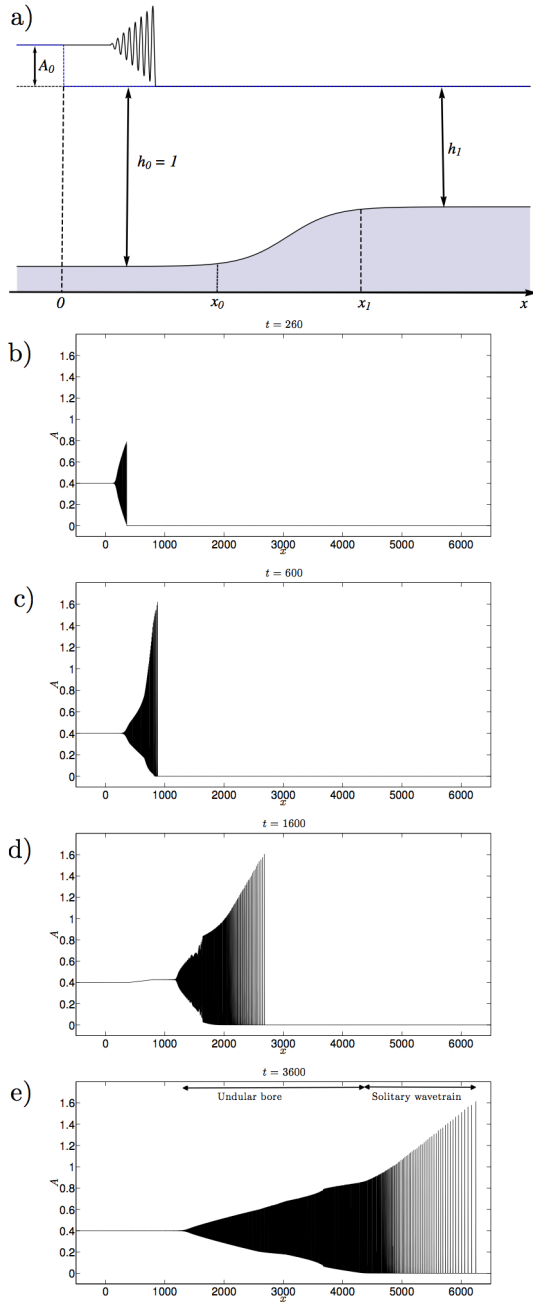 a)
A₀
h₀ = 1
h₁
0 x₀ x₁ x
b)
t = 260
1.6
1.4
1.2
1
0.8
0.6
0.4
0.2
0
A
0 1000 2000 3000 4000 5000 6000
x
c)
t = 600
1.6
1.4
1.2
1
0.8
0.6
0.4
0.2
0
A
0 1000 2000 3000 4000 5000 6000
x
d)
t = 1600
1.6
1.4
1.2
1
0.8
0.6
0.4
0.2
0
A
0 1000 2000 3000 4000 5000 6000
x
e)
t = 3600
Undular bore Solitary wavetrain
1.6
1.4
1.2
1
0.8
0.6
0.4
0.2
0
A
0 1000 2000 3000 4000 5000 6000
x